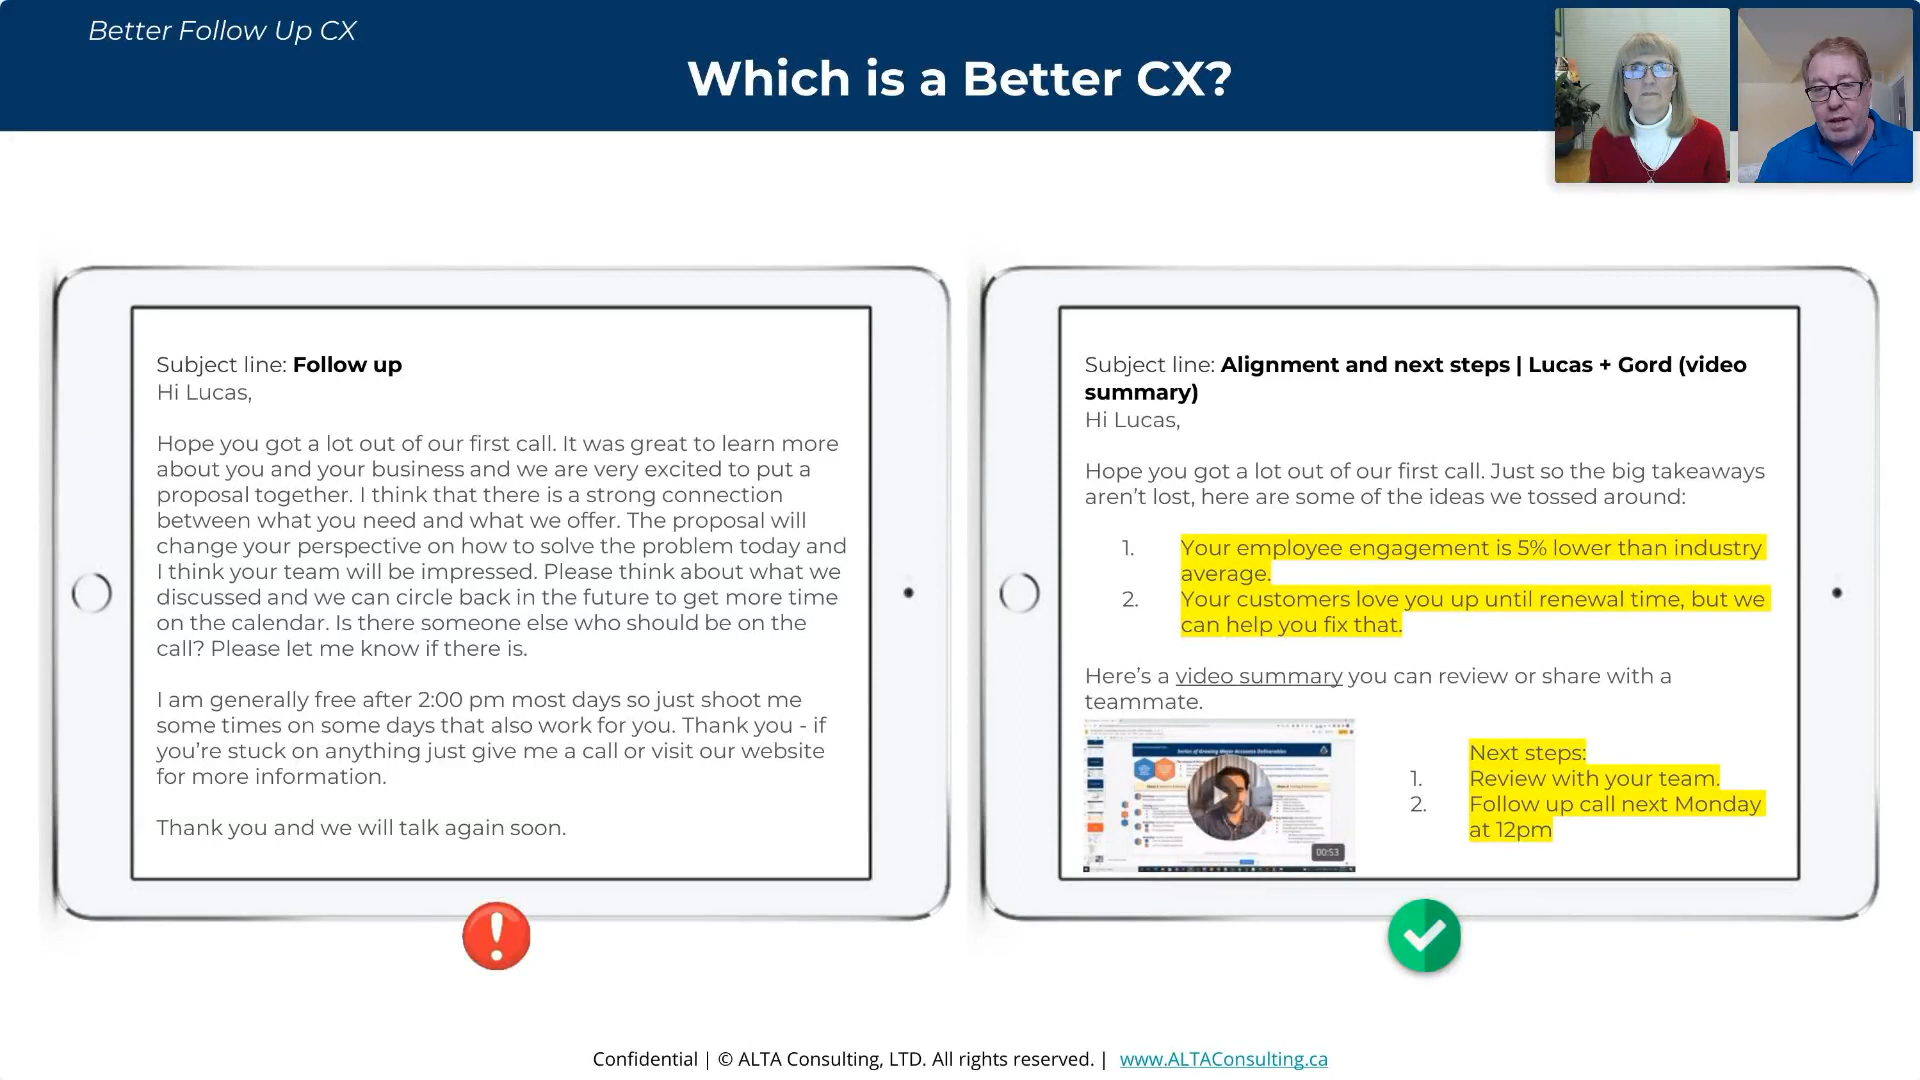 Better Follow Up CX
Which is a Better CX?
Subject line: Follow up
Hi Lucas,
Hope you got a lot out of our first call. It was great to learn more
about you and your business and we are very excited to put a
proposal together. I think that there is a strong connection
between what you need and what we offer. The proposal will
change your perspective on how to solve the problem today and
I think your team will be impressed. Please think about what we
discussed and we can circle back in the future to get more time
on the calendar. Is there someone else who should be on the
call? Please let me know if there is.
I am generally free after 2:00 pm most days so just shoot me
some times on some days that also work for you. Thank you - if
you’re stuck on anything just give me a call or visit our website
for more information.
Thank you and we will talk again soon.
Subject line: Alignment and next steps | Lucas + Gord (video
summary)
Hi Lucas,
Hope you got a lot out of our first call. Just so the big takeaways
aren’t lost, here are some of the ideas we tossed around:
1. Your employee engagement is 5% lower than industry
average.
2. Your customers love you up until renewal time, but we
can help you fix that.
Here’s a video summary you can review or share with a
teammate.
Series of Growing Major Accounts Deliverables
00:53
Next steps:
1. Review with your team.
2. Follow up call next Monday
at 12pm
Confidential | © ALTA Consulting, LTD. All rights reserved. | www.ALTAConsulting.ca